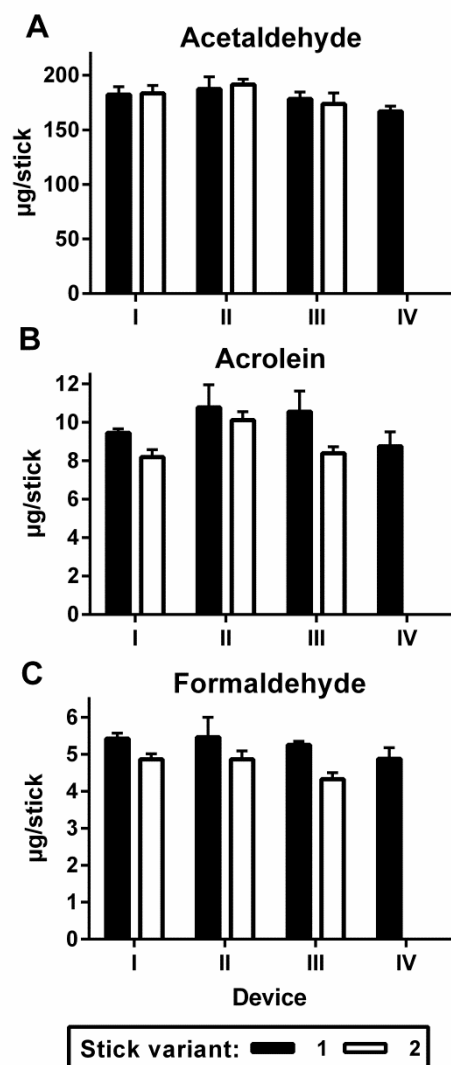 A
Acetaldehyde
µg/stick
200
150
100
50
0
I II III IV
B
Acrolein
µg/stick
12
10
8
6
4
2
0
I II III IV
C
Formaldehyde
µg/stick
6
5
4
3
2
1
0
I II III IV
Device
Stick variant: 1 2